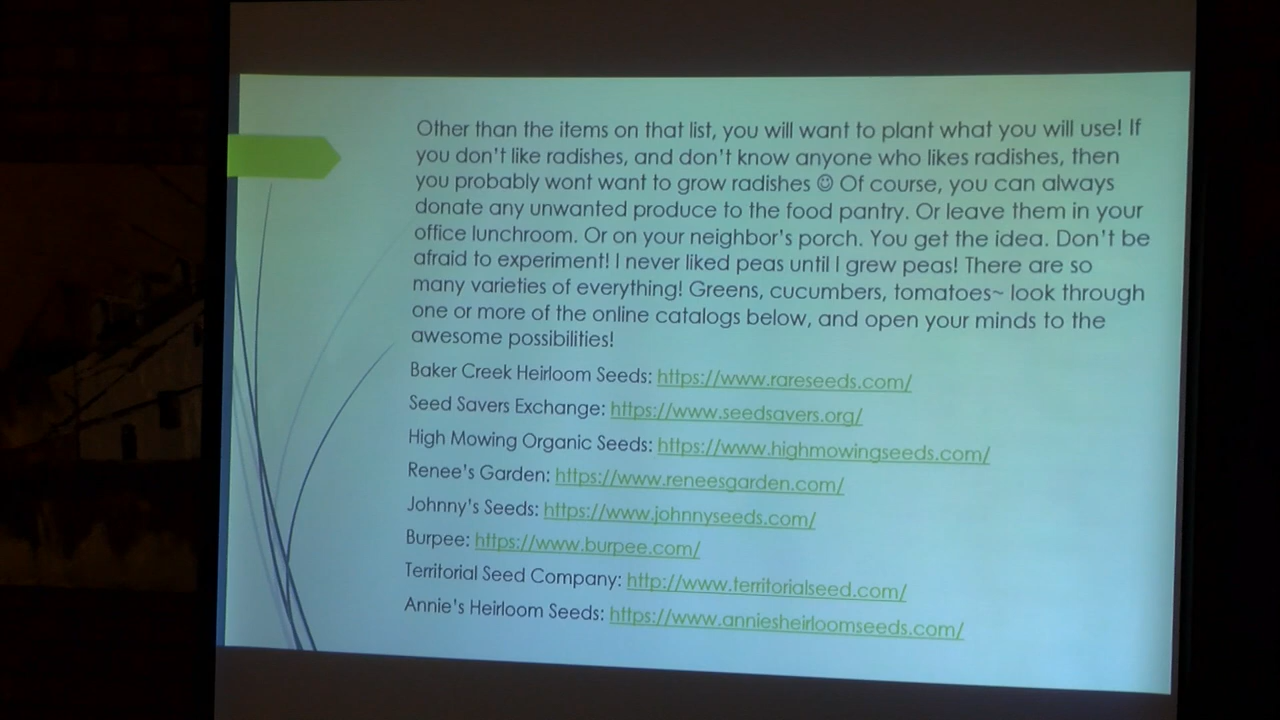 Other than the items on that list, you will want to plant what you will use! If
you don't like radishes, and don't know anyone who likes radishes, then
you probably wont want to grow radishes ☺ Of course, you can always
donate any unwanted produce to the food pantry. Or leave them in your
office lunchroom. Or on your neighbor's porch. You get the idea. Don't be
afraid to experiment! I never liked peas until I grew peas! There are so
many varieties of everything! Greens, cucumbers, tomatoes~ look through
one or more of the online catalogs below, and open your minds to the
awesome possibilities!
Baker Creek Heirloom Seeds: https://www.rareseeds.com/
Seed Savers Exchange: https://www.seedsavers.org/
High Mowing Organic Seeds: https://www.highmowingseeds.com/
Renee's Garden: https://www.reneesgarden.com/
Johnny's Seeds: https://www.johnnyseeds.com/
Burpee: https://www.burpee.com/
Territorial Seed Company: http://www.territorialseed.com/
Annie's Heirloom Seeds: https://www.anniesheirloomseeds.com/